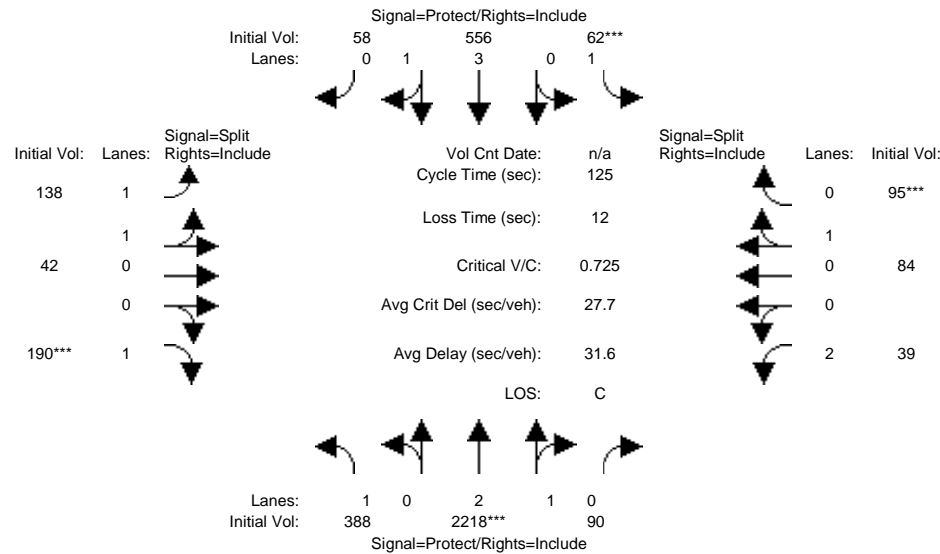 Signal=Protect/Rights=Include
Initial Vol: 58 556 62***
Lanes: 0 1 3 0 1
Signal=Split
Rights=Include
Initial Vol: Lanes:
Vol Cnt Date: n/a
Signal=Split
Rights=Include
Lanes: Initial Vol:
138 1
Cycle Time (sec): 125
0 95***
1
Loss Time (sec): 12
1
42 0
Critical V/C: 0.725
0 84
0
Avg Crit Del (sec/veh): 27.7
0
190*** 1
Avg Delay (sec/veh): 31.6
2 39
LOS: C
Lanes: 1 0 2 1 0
Initial Vol: 388 2218*** 90
Signal=Protect/Rights=Include